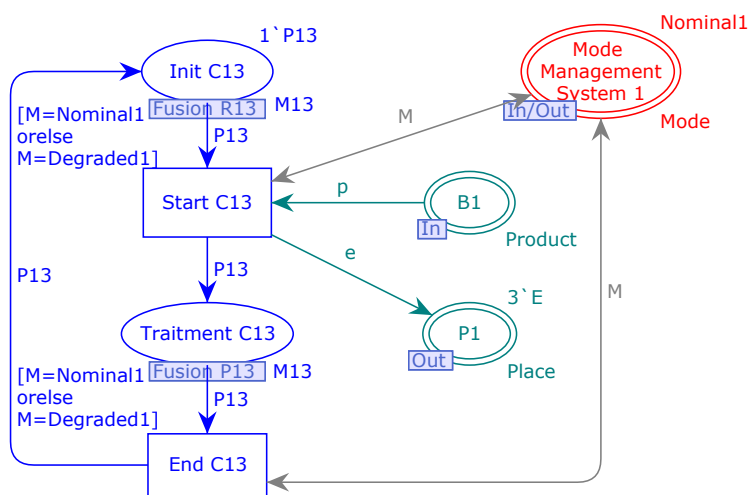 1`P13
Nominal1
Init C13
Mode
Management
System 1
Fusion R13
M13
In/Out
Mode
[M=Nominal1
orelse
M=Degraded1]
P13
M
Start C13
p
B1
In
Product
P13
e
P13
M
3`E
Traitment C13
P1
Out
Place
Fusion P13
M13
[M=Nominal1
orelse
M=Degraded1]
P13
End C13